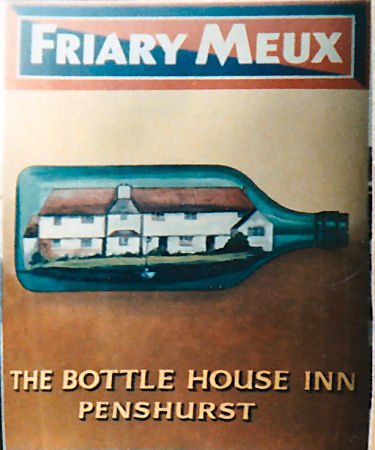 FRIARY MEUX
THE BOTTLE HOUSE INN
PENSHURST